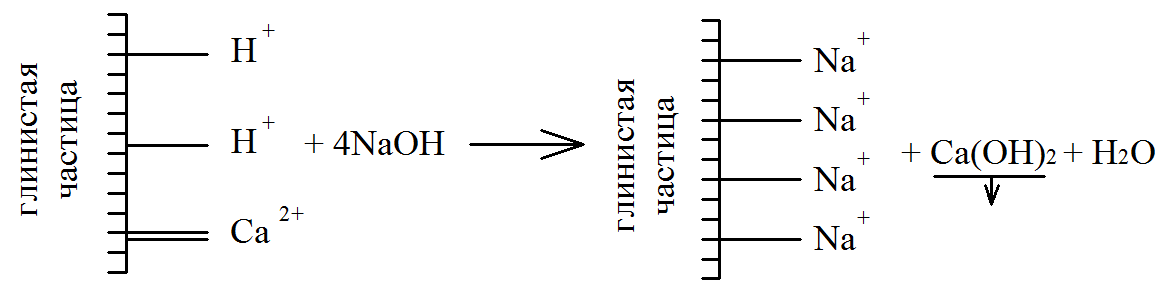 глинистая
частица
H+
H+
Ca2+
+ 4NaOH
глинистая
частица
Na+
Na+
Na+
Na+
+ Ca(OH)2 + H2O